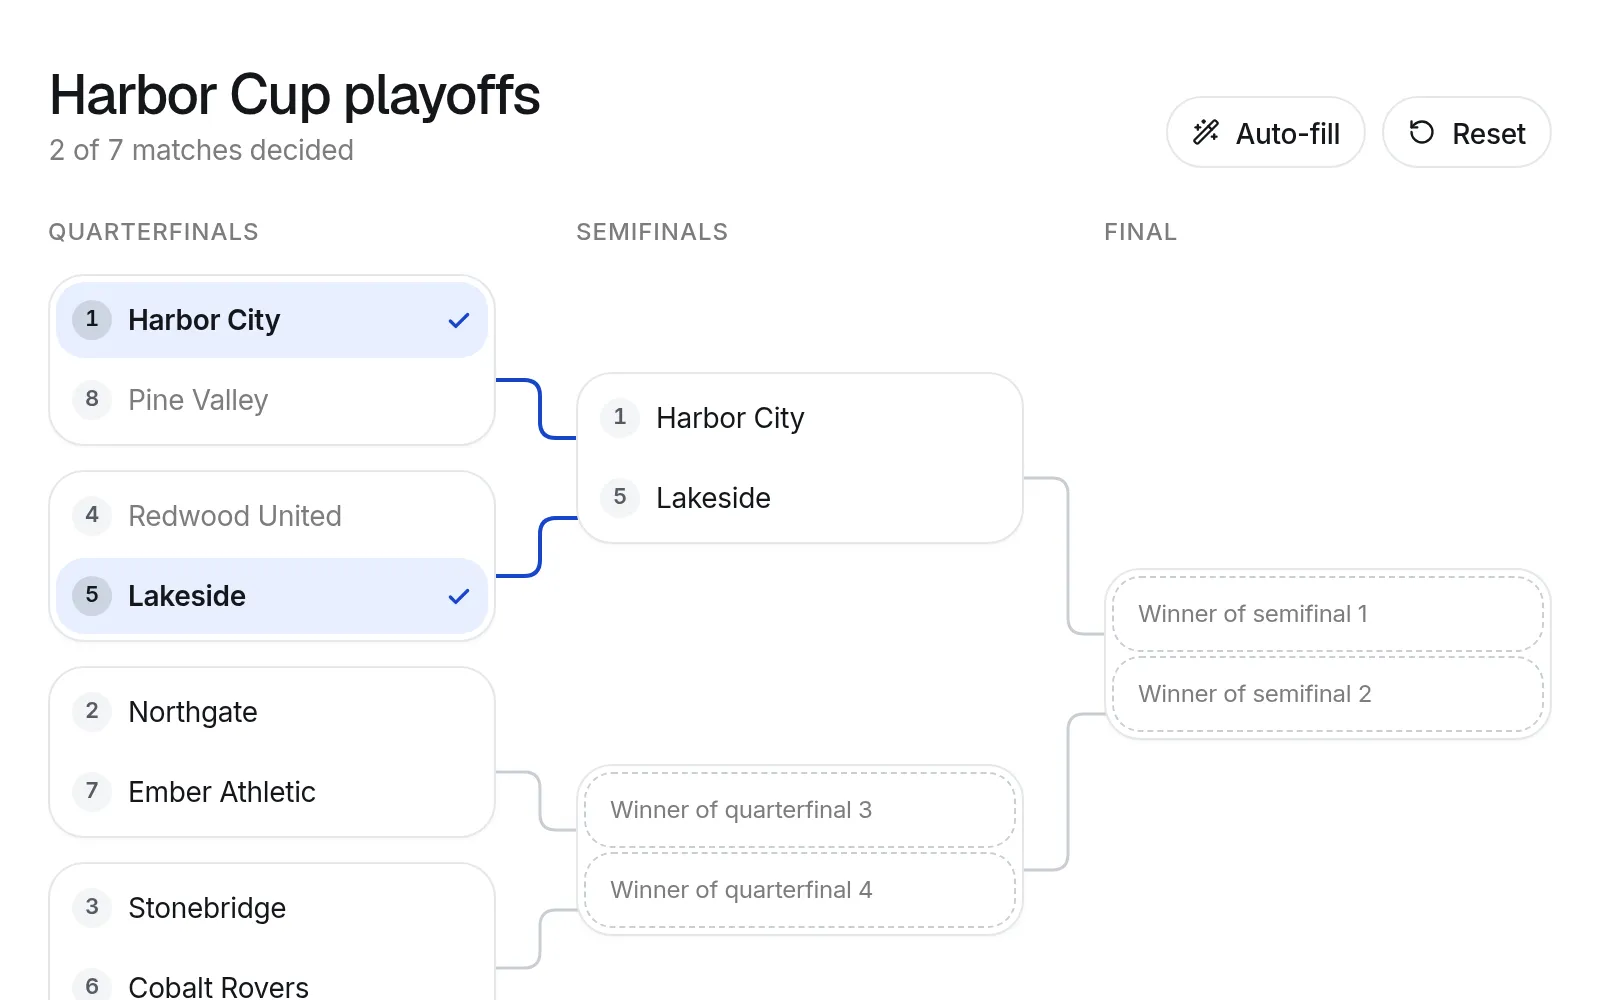 Harbor Cup playoffs
2 of 7 matches decided
Auto-fill
Reset
QUARTERFINALS
SEMIFINALS
FINAL
1 Harbor City
8 Pine Valley
4 Redwood United
5 Lakeside
2 Northgate
7 Ember Athletic
3 Stonebridge
6 Cobalt Rovers
1 Harbor City
5 Lakeside
Winner of quarterfinal 3
Winner of quarterfinal 4
Winner of semifinal 1
Winner of semifinal 2